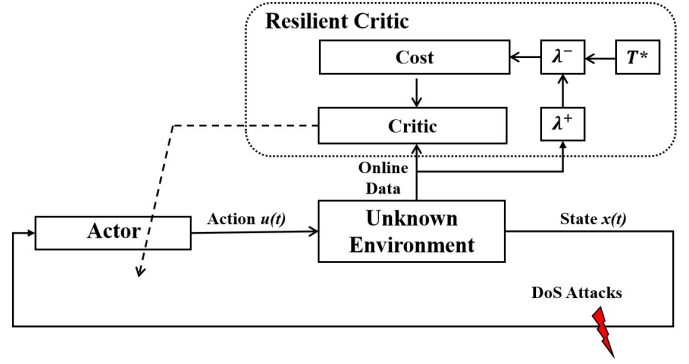 Resilient Critic
Cost
λ⁻
T*
Critic
λ⁺
Online
Data
Actor
Action u(t)
Unknown
Environment
State x(t)
DoS Attacks